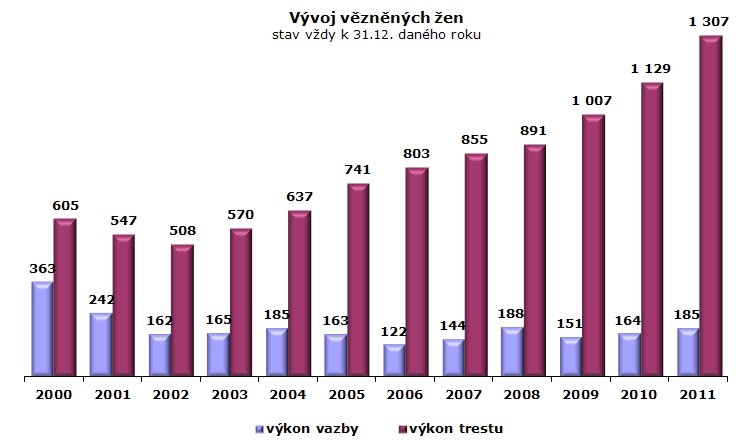 Vývoj vězněných žen
stav vždy k 31.12. daného roku
363 242 162 165 185 163 122 144 188 151 164 185
605 547 508 570 637 741 803 855 891 1 007 1 129 1 307
2000 2001 2002 2003 2004 2005 2006 2007 2008 2009 2010 2011
výkon vazby výkon trestu